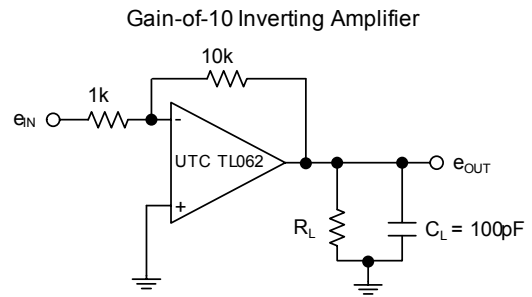 Gain-of-10 Inverting Amplifier
10k
1k
eIN
-
UTC TL062
eOUT
+
RL
CL = 100pF